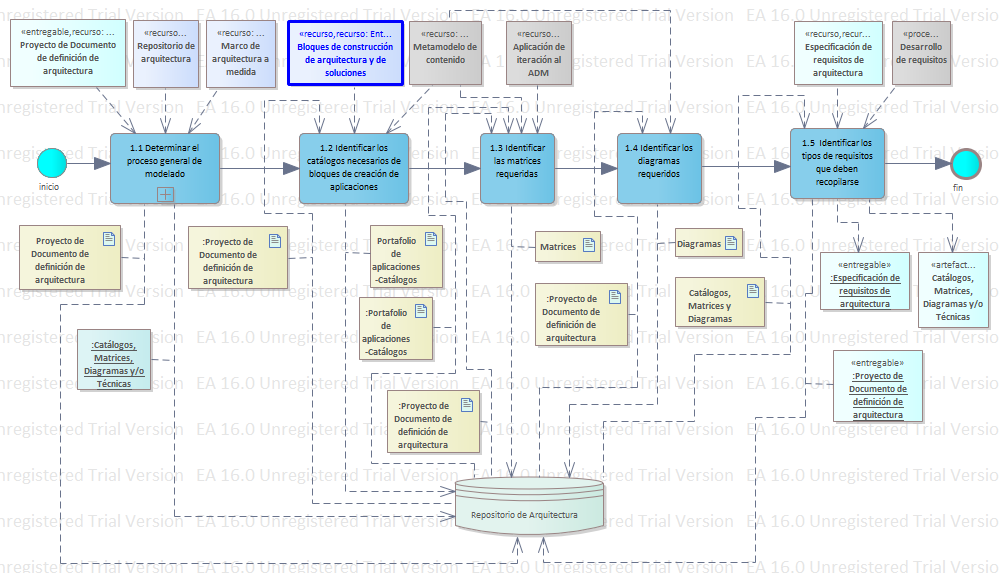 «entregable,recurso: ...
Proyecto de Documento
de definición de
arquitectura
«recurso...
Repositorio de
arquitectura
«recurso: ...
Marco de
arquitectura a
medida
«recurso,recurso: Ent...
Bloques de construcción
de arquitectura y de
soluciones
«recurso: ...
Metamodelo de
contenido
«recurso...
Aplicación de
iteración al
ADM
«recurso,recur...
Especificación de
requisitos de
arquitectura
«proce...
Desarrollo
de requisitos
inicio
1.1 Determinar el
proceso general de
modelado
1.2 Identificar los
catálogos necesarios de
bloques de creación de
aplicaciones
1.3 Identificar
las matrices
requeridas
1.4 Identificar los
diagramas
requeridos
1.5 Identificar los
tipos de requisitos
que deben
recopilarse
fin
Proyecto de
Documento de
definición de
arquitectura
:Proyecto de
Documento de
definición de
arquitectura
Portafolio
de
aplicaciones
-Catálogos
:Portafolio
de
aplicaciones
-Catálogos
Matrices
:Proyecto de
Documento de
definición de
arquitectura
Diagramas
Catálogos,
Matrices y
Diagramas
«entregable»
:Especificación de
requisitos de
arquitectura
«artefact...
Catálogos,
Matrices,
Diagramas y/o
Técnicas
:Catálogos,
Matrices,
Diagramas y/o
Técnicas
«entregable»
:Proyecto de
Documento de
definición de
arquitectura
:Proyecto de
Documento de
definición de
arquitectura
Repositorio de Arquitectura
EA 16.0 Unregistered Trial Version